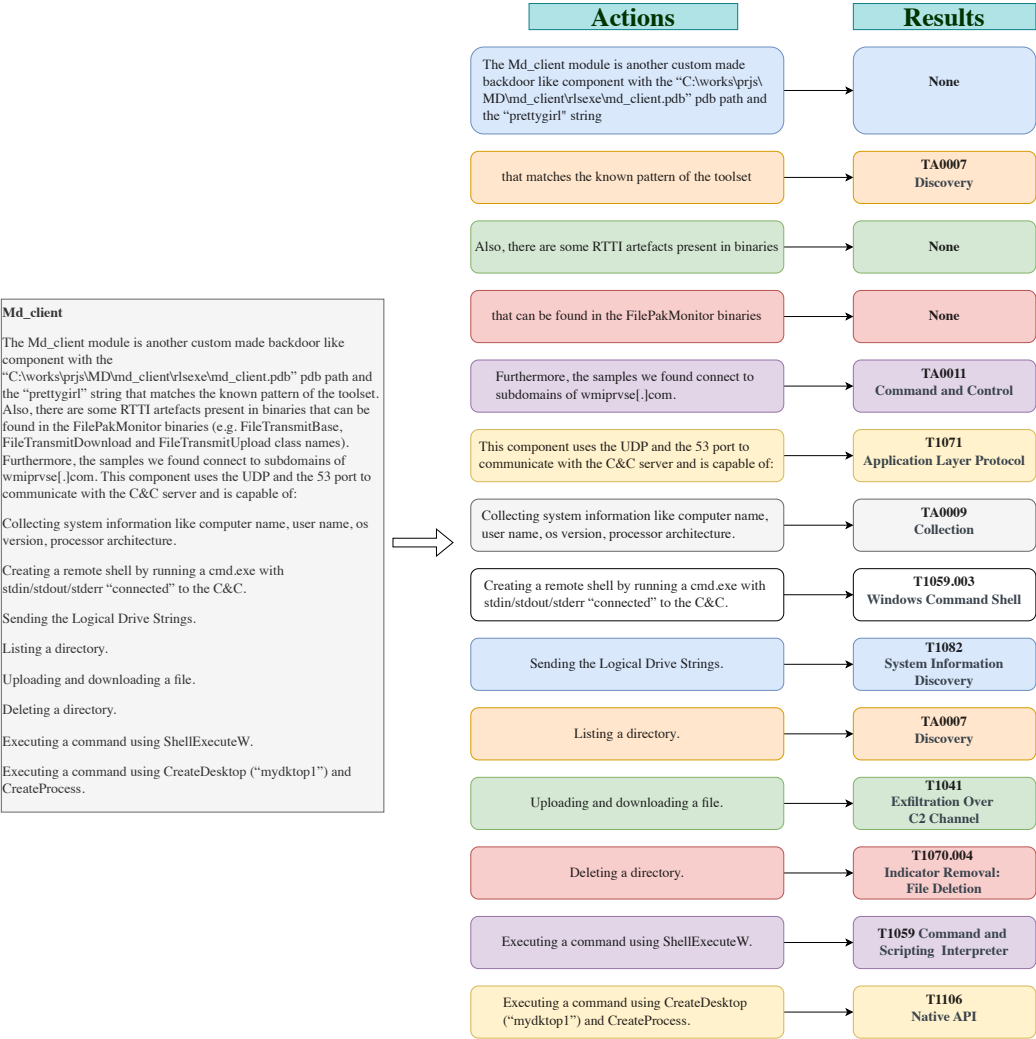 Actions
Results
The Md_client module is another custom made
backdoor like component with the “C:\works\prjs\
MD\md_client\rlsexe\md_client.pdb” pdb path and
the “prettygirl" string
None
that matches the known pattern of the toolset
TA0007
Discovery
Also, there are some RTTI artefacts present in binaries
None
that can be found in the FilePakMonitor binaries
None
Furthermore, the samples we found connect to
subdomains of wmiprvse[.]com.
TA0011
Command and Control
This component uses the UDP and the 53 port to
communicate with the C&C server and is capable of:
T1071
Application Layer Protocol
Collecting system information like computer name,
user name, os version, processor architecture.
TA0009
Collection
Creating a remote shell by running a cmd.exe with
stdin/stdout/stderr “connected” to the C&C.
T1059.003
Windows Command Shell
Sending the Logical Drive Strings.
T1082
System Information
Discovery
Listing a directory.
TA0007
Discovery
Uploading and downloading a file.
T1041
Exfiltration Over
C2 Channel
Deleting a directory.
T1070.004
Indicator Removal:
File Deletion
Executing a command using ShellExecuteW.
T1059 Command and
Scripting Interpreter
Executing a command using CreateDesktop
(“mydktop1”) and CreateProcess.
T1106
Native API
Md_client
The Md_client module is another custom made backdoor like
component with the
“C:\works\prjs\MD\md_client\rlsexe\md_client.pdb” pdb path and
the “prettygirl” string that matches the known pattern of the toolset.
Also, there are some RTTI artefacts present in binaries that can be
found in the FilePakMonitor binaries (e.g. FileTransmitBase,
FileTransmitDownload and FileTransmitUpload class names).
Furthermore, the samples we found connect to subdomains of
wmiprvse[.]com. This component uses the UDP and the 53 port to
communicate with the C&C server and is capable of:
Collecting system information like computer name, user name, os
version, processor architecture.
Creating a remote shell by running a cmd.exe with
stdin/stdout/stderr “connected” to the C&C.
Sending the Logical Drive Strings.
Listing a directory.
Uploading and downloading a file.
Deleting a directory.
Executing a command using ShellExecuteW.
Executing a command using CreateDesktop (“mydktop1”) and
CreateProcess.